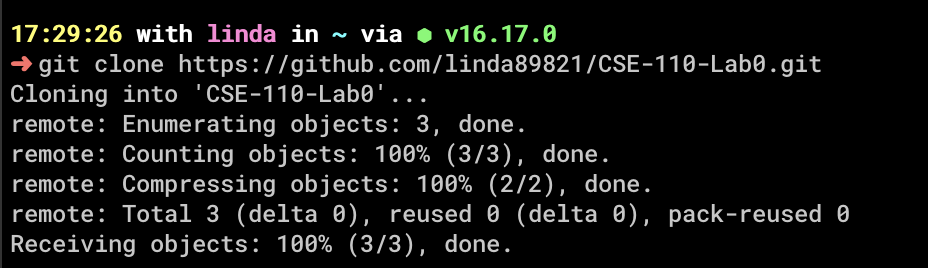 17:29:26 with linda in ~ via ⬢ v16.17.0
➜ git clone https://github.com/linda89821/CSE-110-Lab0.git
Cloning into 'CSE-110-Lab0'...
remote: Enumerating objects: 3, done.
remote: Counting objects: 100% (3/3), done.
remote: Compressing objects: 100% (2/2), done.
remote: Total 3 (delta 0), reused 0 (delta 0), pack-reused 0
Receiving objects: 100% (3/3), done.